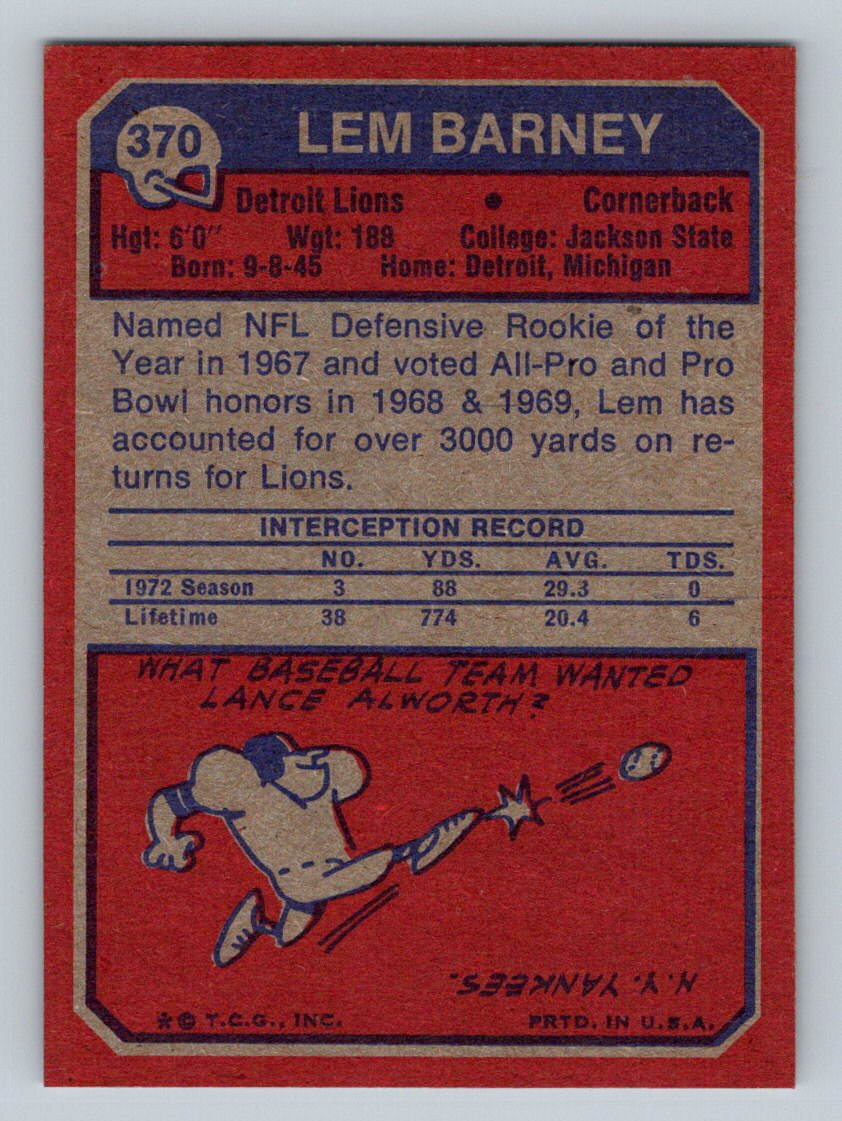 370
LEM BARNEY
Detroit Lions • Cornerback
Hgt: 6'0" Wgt: 188 College: Jackson State
Born: 9-8-45 Home: Detroit, Michigan
Named NFL Defensive Rookie of the
Year in 1967 and voted All-Pro and Pro
Bowl honors in 1968 & 1969, Lem has
accounted for over 3000 yards on re-
turns for Lions.
INTERCEPTION RECORD
NO. YDS. AVG. TDS.
1972 Season 3 88 29.3 0
Lifetime 38 774 20.4 6
WHAT BASEBALL TEAM WANTED
LANCE ALWORTH?
N.Y. YANKEES.
*© T.C.G., INC. PRTD. IN U.S.A.